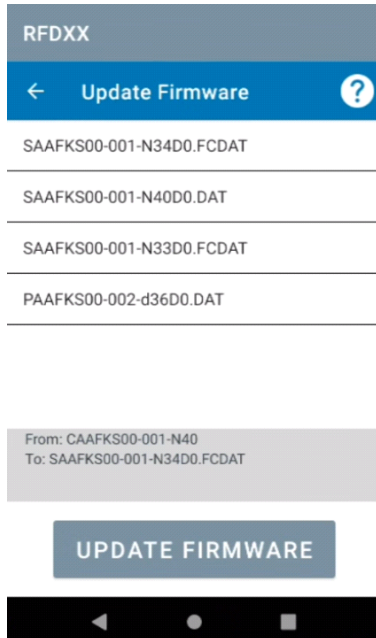 RFDXX
Update Firmware
?
SAAFKS00-001-N34D0.FCDAT
SAAFKS00-001-N40D0.DAT
SAAFKS00-001-N33D0.FCDAT
PAAFKS00-002-d36D0.DAT
From: CAAFKS00-001-N40
To: SAAFKS00-001-N34D0.FCDAT
UPDATE FIRMWARE